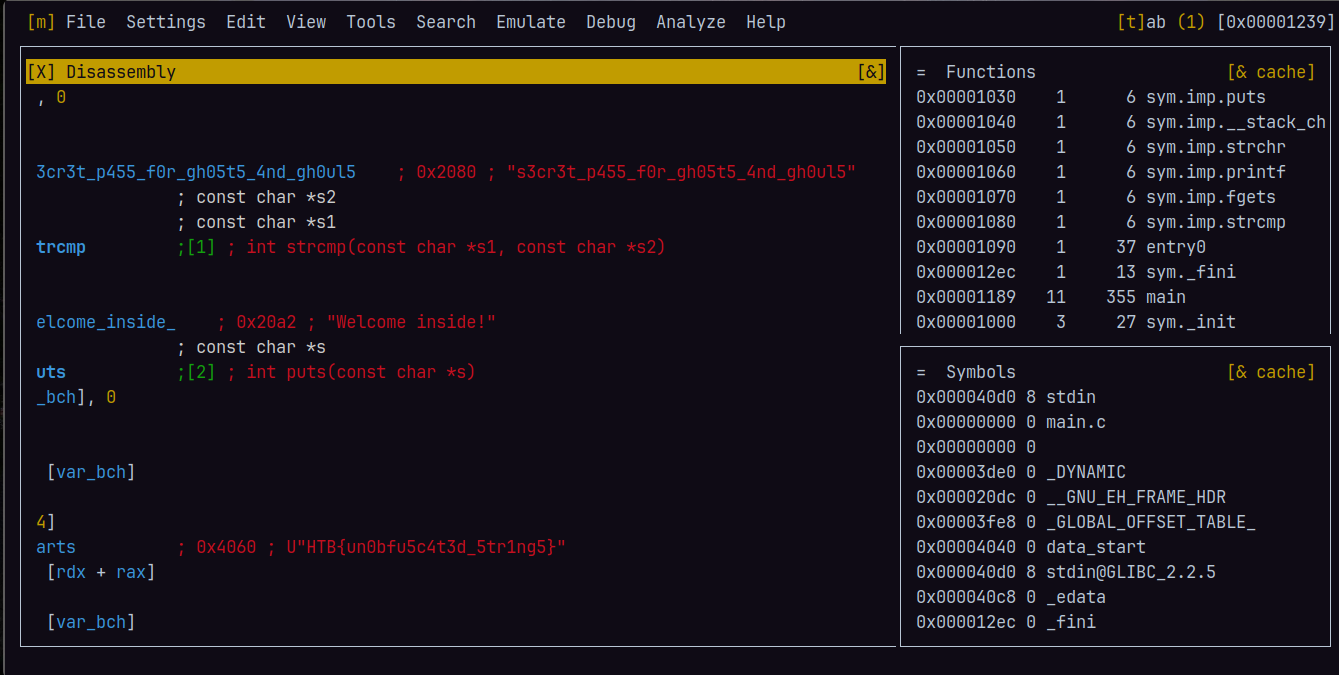 [m] File Settings Edit View Tools Search Emulate Debug Analyze Help [t]ab (1) [0x00001239]
[X] Disassembly [&]
, 0
3cr3t_p455_f0r_gh05t5_4nd_gh0ul5 ; 0x2080 ; "s3cr3t_p455_f0r_gh05t5_4nd_gh0ul5"
; const char *s2
; const char *s1
trcmp ;[1] ; int strcmp(const char *s1, const char *s2)
elcome_inside_ ; 0x20a2 ; "Welcome inside!"
; const char *s
uts ;[2] ; int puts(const char *s)
_bch], 0
[var_bch]
4]
arts ; 0x4060 ; U"HTB{un0bfu5c4t3d_5tr1ng5}"
[rdx + rax]
[var_bch]
= Functions [& cache]
0x00001030 1 6 sym.imp.puts
0x00001040 1 6 sym.imp.__stack_ch
0x00001050 1 6 sym.imp.strchr
0x00001060 1 6 sym.imp.printf
0x00001070 1 6 sym.imp.fgets
0x00001080 1 6 sym.imp.strcmp
0x00001090 1 37 entry0
0x000012ec 1 13 sym._fini
0x00001189 11 355 main
0x00001000 3 27 sym._init
= Symbols [& cache]
0x000040d0 8 stdin
0x00000000 0 main.c
0x00000000 0
0x00003de0 0 _DYNAMIC
0x000020dc 0 __GNU_EH_FRAME_HDR
0x00003fe8 0 _GLOBAL_OFFSET_TABLE_
0x00004040 0 data_start
0x000040d0 8 stdin@GLIBC_2.2.5
0x000040c8 0 _edata
0x000012ec 0 _fini